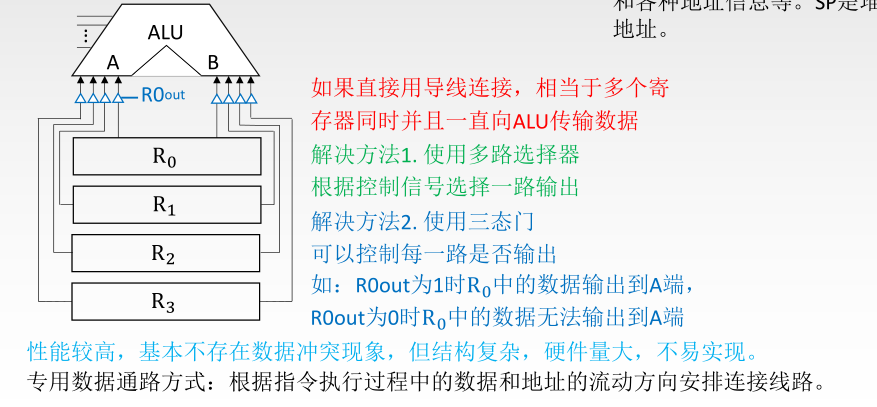 和各种地址信息等。SP是堆
地址。
ALU
A
B
R0out
R₀
R₁
R₂
R₃
如果直接用导线连接，相当于多个寄
存器同时并且一直向ALU传输数据
解决方法1. 使用多路选择器
根据控制信号选择一路输出
解决方法2. 使用三态门
可以控制每一路是否输出
如：R0out为1时R₀中的数据输出到A端，
R0out为0时R₀中的数据无法输出到A端
性能较高，基本不存在数据冲突现象，但结构复杂，硬件量大，不易实现。
专用数据通路方式：根据指令执行过程中的数据和地址的流动方向安排连接线路。